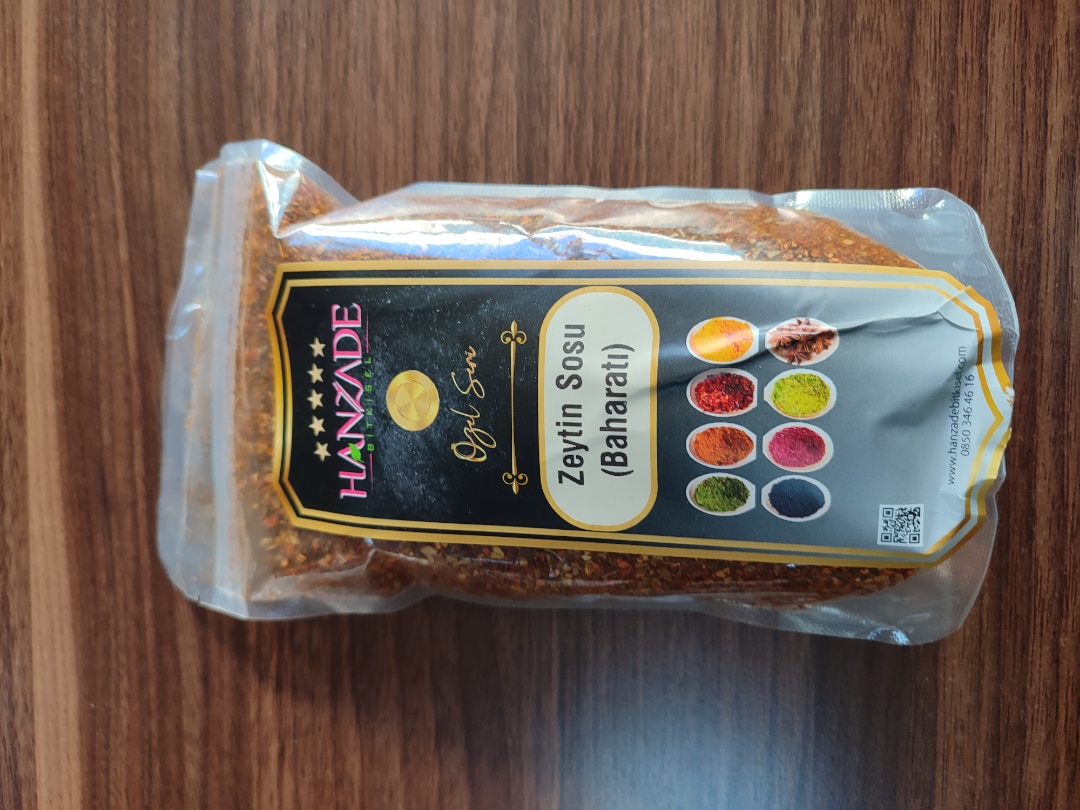 HANZADE
BİTKİSEL
Özel Seri
Zeytin Sosu
(Baharatı)
www.hanzadebitkisel.com
0850 346 46 16